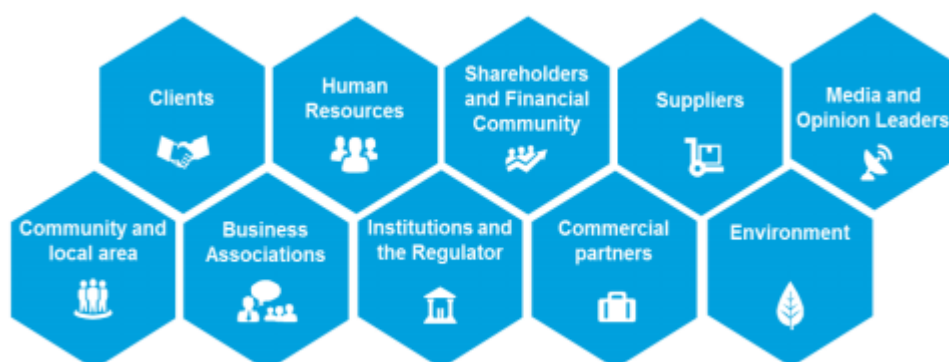 Clients
Human
Resources
Shareholders
and Financial
Community
Suppliers
Media and
Opinion Leaders
Community and
local area
Business
Associations
Institutions and
the Regulator
Commercial
partners
Environment